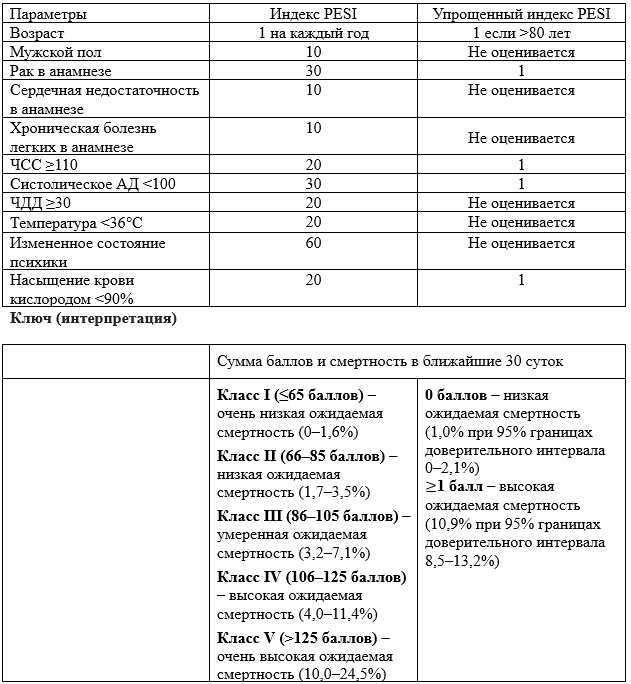 Параметры Индекс PESI Упрощенный индекс PESI
Возраст 1 на каждый год 1 если >80 лет
Мужской пол 10 Не оценивается
Рак в анамнезе 30 1
Сердечная недостаточность 10 Не оценивается
в анамнезе
Хроническая болезнь 10
легких в анамнезе Не оценивается
ЧСС ≥110 20 1
Систолическое АД <100 30 1
ЧДД ≥30 20 Не оценивается
Температура <36°С 20 Не оценивается
Измененное состояние 60 Не оценивается
психики
Насыщение крови 20 1
кислородом <90%
Ключ (интерпретация)
Сумма баллов и смертность в ближайшие 30 суток
Класс I (≤65 баллов) –
очень низкая ожидаемая
смертность (0–1,6%)
Класс II (66–85 баллов) –
низкая ожидаемая
смертность (1,7–3,5%)
Класс III (86–105 баллов) –
умеренная ожидаемая
смертность (3,2–7,1%)
Класс IV (106–125 баллов)
– высокая ожидаемая
смертность (4,0–11,4%)
Класс V (>125 баллов) –
очень высокая ожидаемая
смертность (10,0–24,5%)
0 баллов – низкая
ожидаемая смертность
(1,0% при 95% границах
доверительного интервала
0–2,1%)
≥1 балл – высокая
ожидаемая смертность
(10,9% при 95% границах
доверительного интервала
8,5–13,2%)